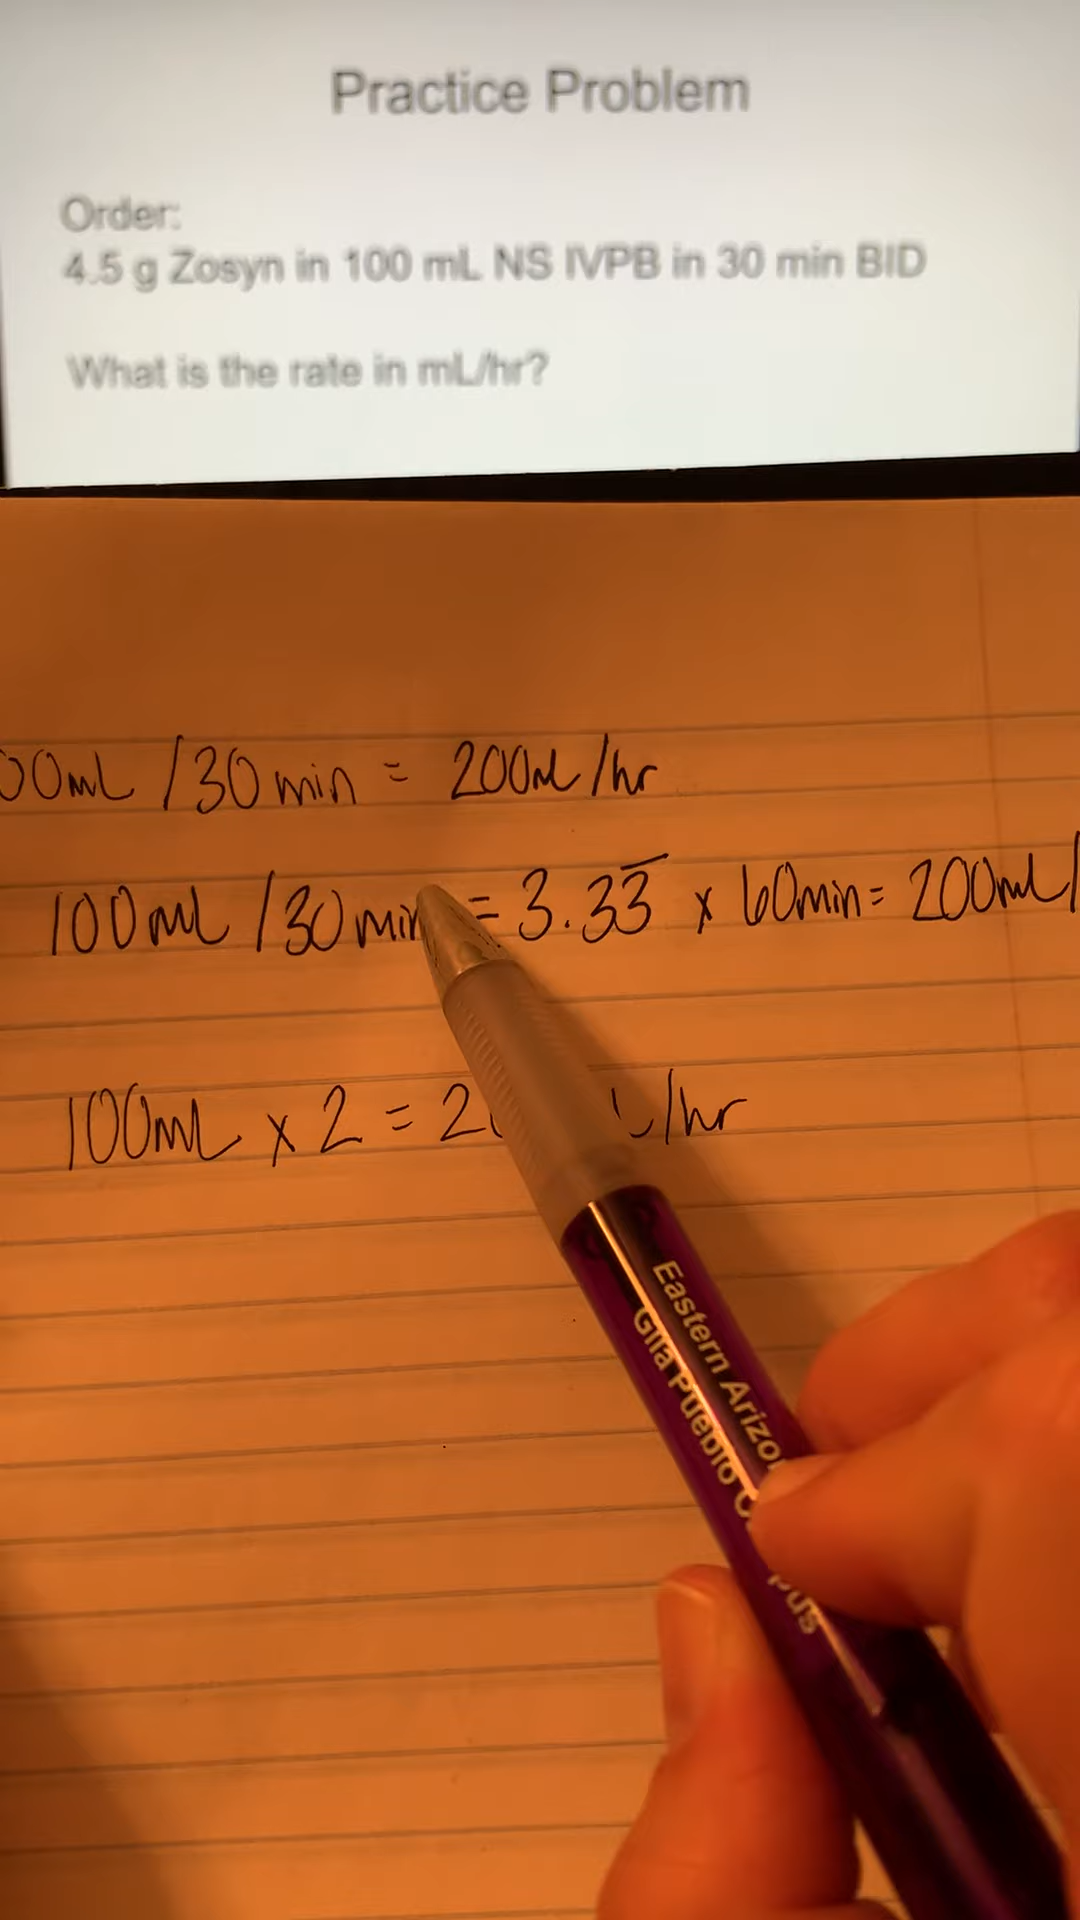 Practice Problem
Order:
4.5 g Zosyn in 100 mL NS IVPB in 30 min BID
What is the rate in mL/hr?
00mL /30 min = 200mL/hr
100mL /30 min = 3.33̅ x 60min = 200mL/
100mL x 2 = 2 L/hr
Eastern Arizo
Gila Pueblo C pus